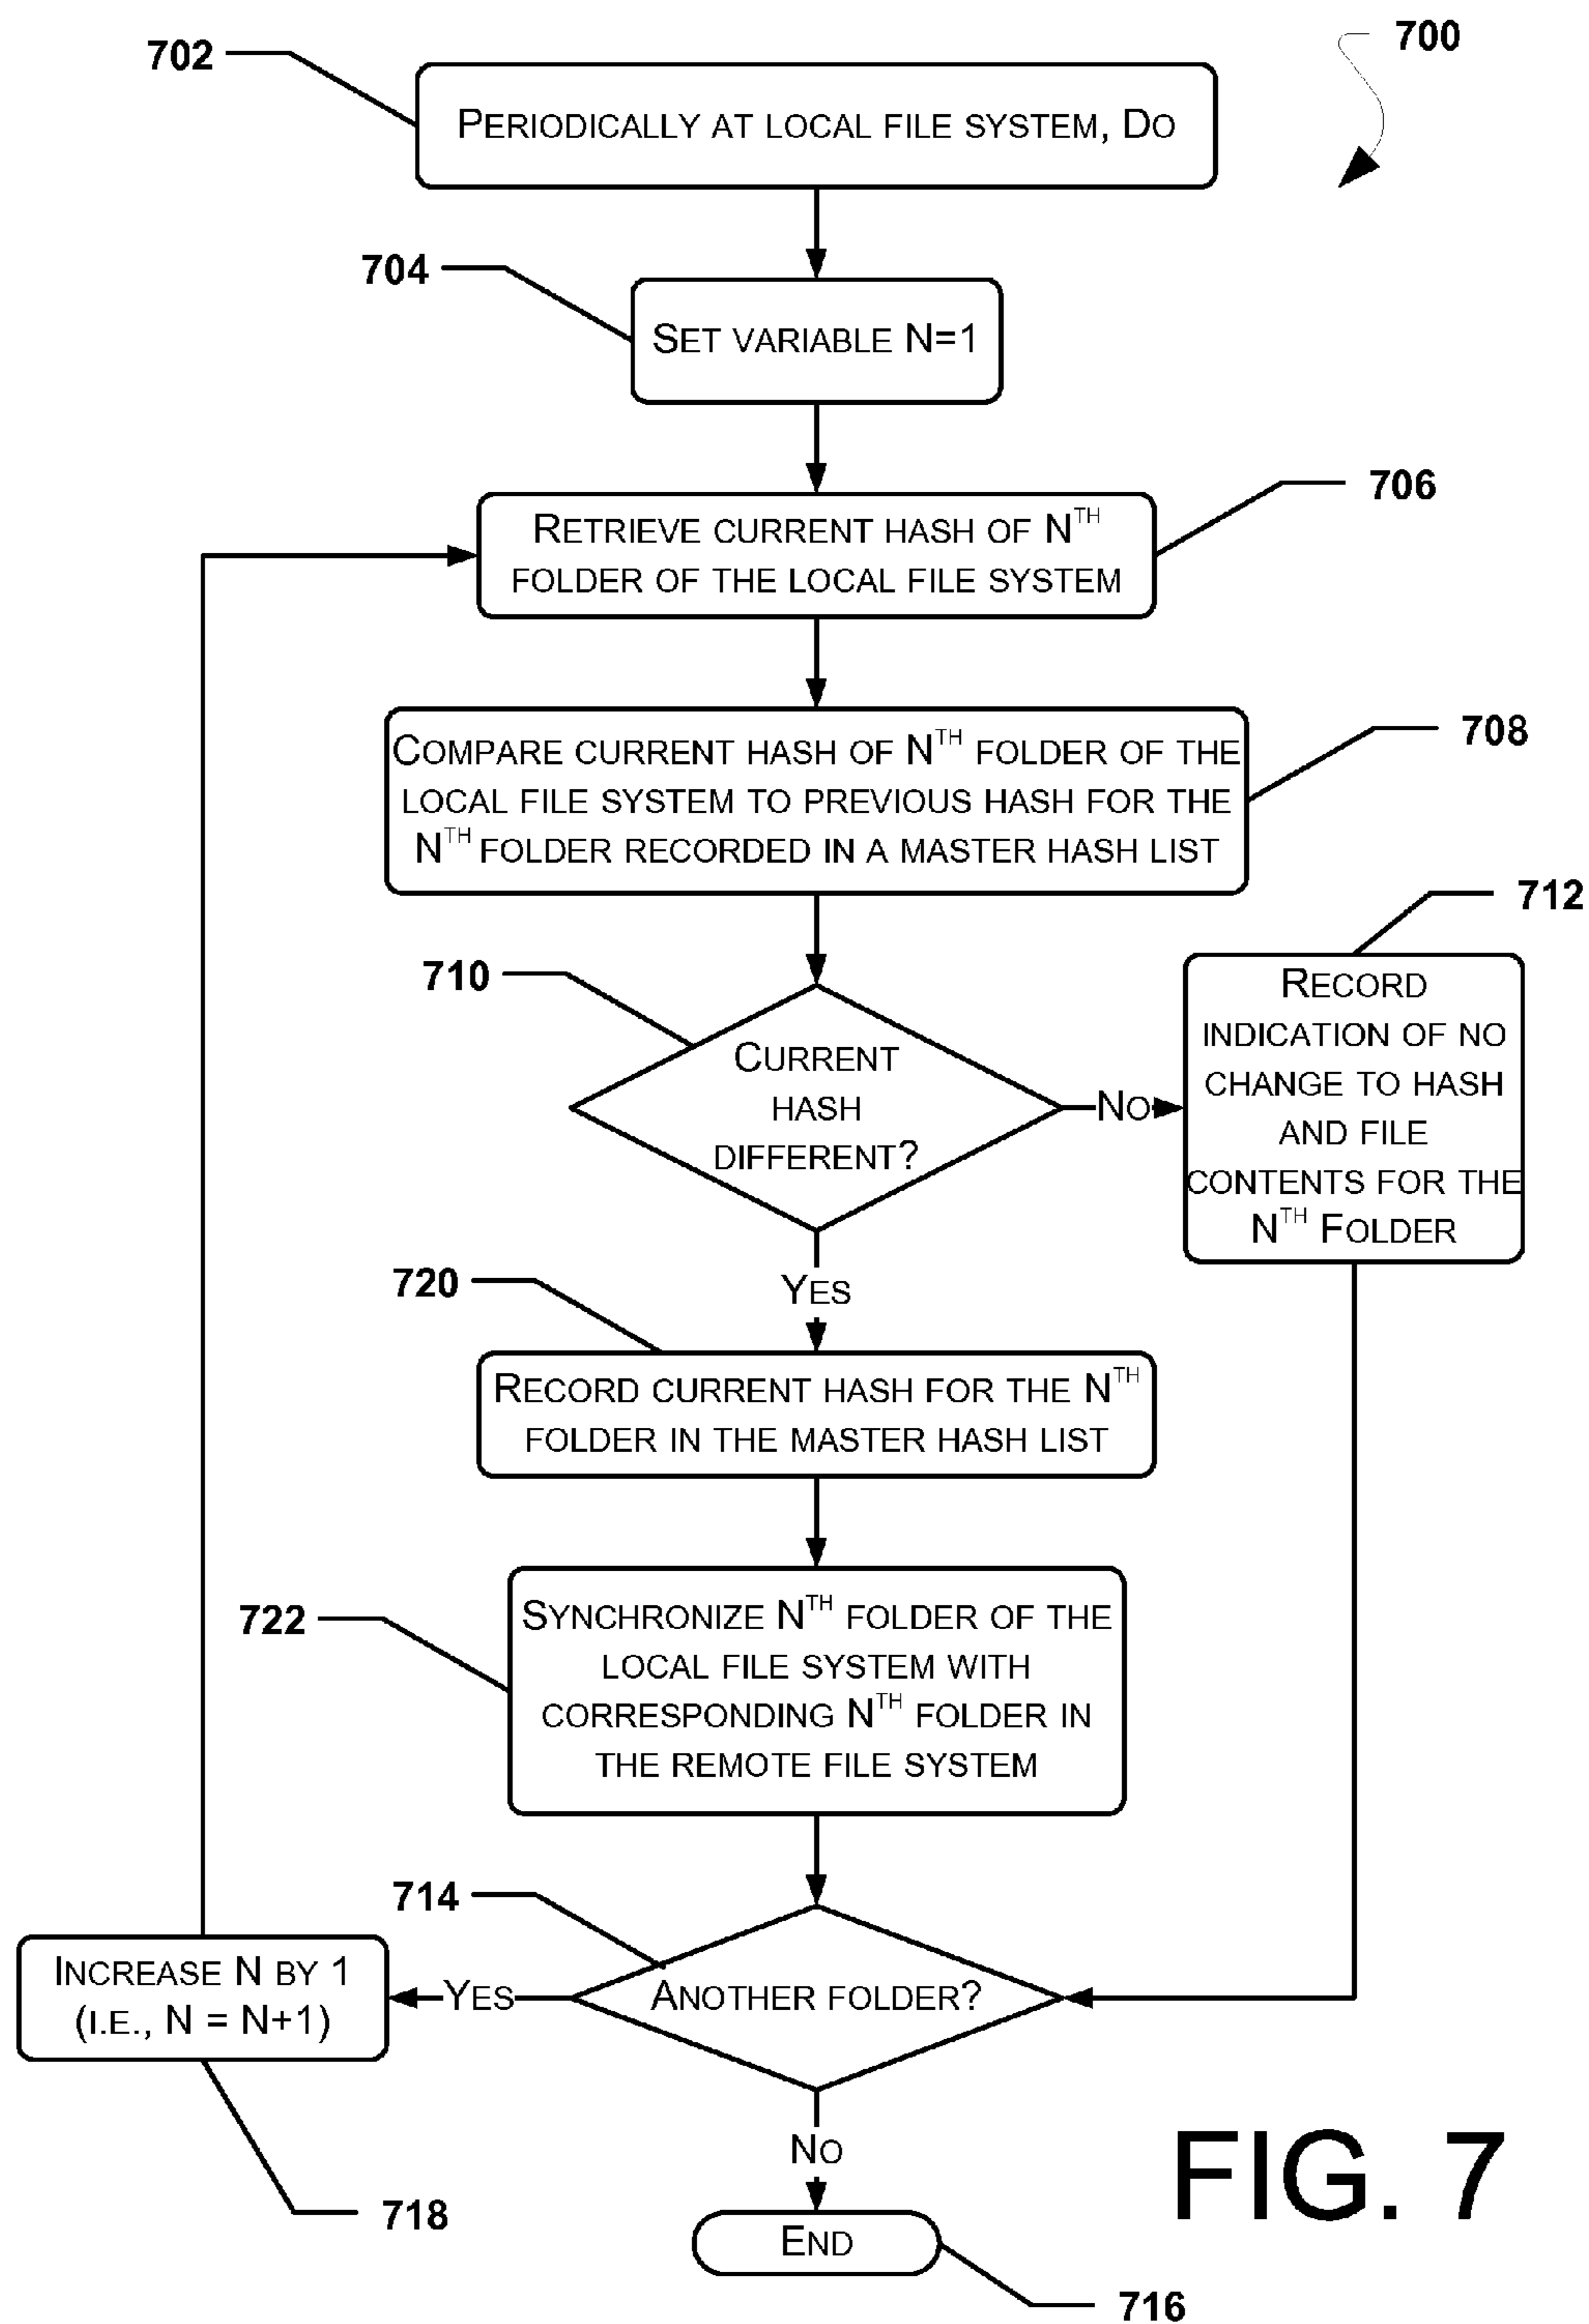 702
700
PERIODICALLY AT LOCAL FILE SYSTEM, DO
704
SET VARIABLE N=1
706
RETRIEVE CURRENT HASH OF NTH
FOLDER OF THE LOCAL FILE SYSTEM
708
COMPARE CURRENT HASH OF NTH FOLDER OF THE
LOCAL FILE SYSTEM TO PREVIOUS HASH FOR THE
NTH FOLDER RECORDED IN A MASTER HASH LIST
712
710
CURRENT
HASH
DIFFERENT?
NO
RECORD
INDICATION OF NO
CHANGE TO HASH
AND FILE
CONTENTS FOR THE
NTH FOLDER
YES
720
RECORD CURRENT HASH FOR THE NTH
FOLDER IN THE MASTER HASH LIST
722
SYNCHRONIZE NTH FOLDER OF THE
LOCAL FILE SYSTEM WITH
CORRESPONDING NTH FOLDER IN
THE REMOTE FILE SYSTEM
714
ANOTHER FOLDER?
YES
INCREASE N BY 1
(I.E., N = N+1)
718
NO
END
716
FIG. 7